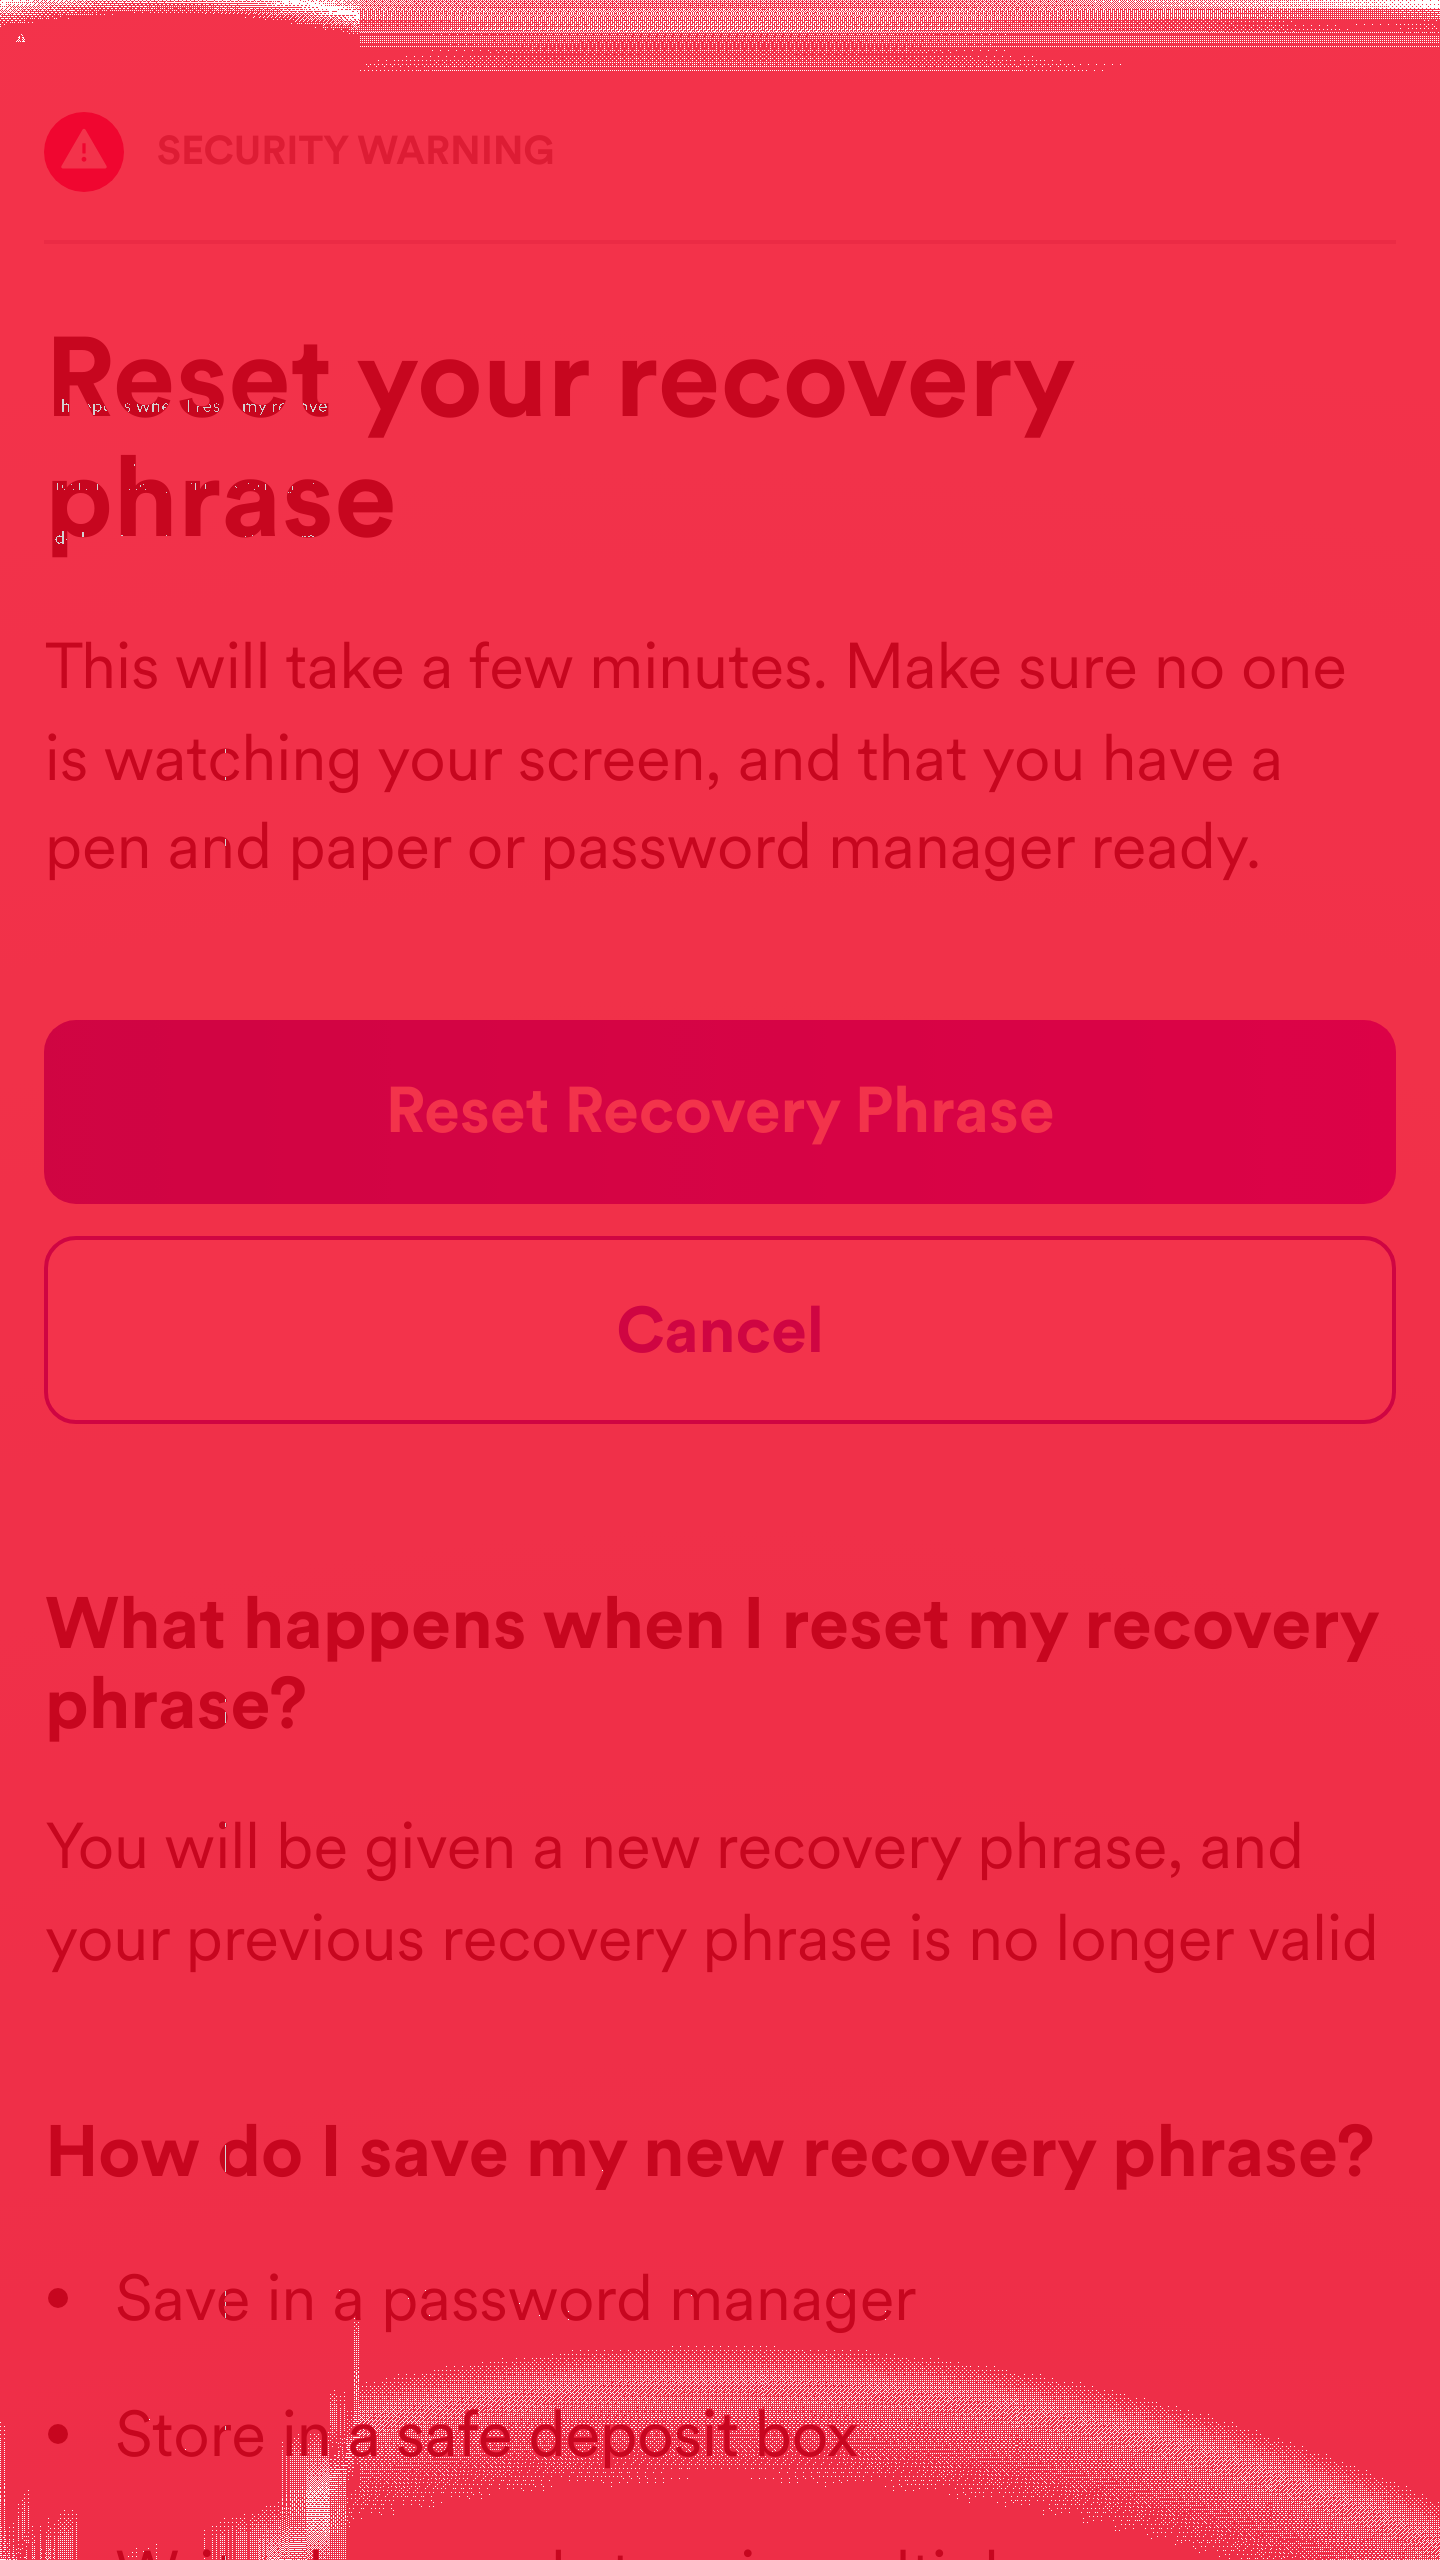 SECURITY WARNING
Reset your recovery
phrase
This will take a few minutes. Make sure no one
is watching your screen, and that you have a
pen and paper or password manager ready.
Reset Recovery Phrase
Cancel
What happens when I reset my recovery
phrase?
You will be given a new recovery phrase, and
your previous recovery phrase is no longer valid
How do I save my new recovery phrase?
• Save in a password manager
• Store in a safe deposit box